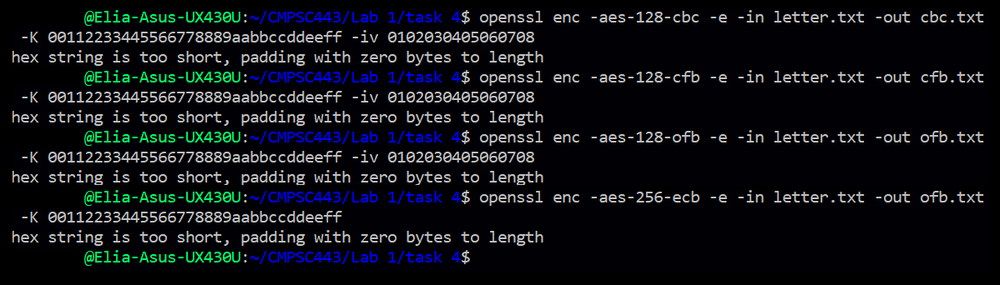 @Elia-Asus-UX430U:~/CMPSC443/Lab 1/task 4$ openssl enc -aes-128-cbc -e -in letter.txt -out cbc.txt
-K 00112233445566778889aabbccddeeff -iv 0102030405060708
hex string is too short, padding with zero bytes to length
@Elia-Asus-UX430U:~/CMPSC443/Lab 1/task 4$ openssl enc -aes-128-cfb -e -in letter.txt -out cfb.txt
-K 00112233445566778889aabbccddeeff -iv 0102030405060708
hex string is too short, padding with zero bytes to length
@Elia-Asus-UX430U:~/CMPSC443/Lab 1/task 4$ openssl enc -aes-128-ofb -e -in letter.txt -out ofb.txt
-K 00112233445566778889aabbccddeeff -iv 0102030405060708
hex string is too short, padding with zero bytes to length
@Elia-Asus-UX430U:~/CMPSC443/Lab 1/task 4$ openssl enc -aes-256-ecb -e -in letter.txt -out ofb.txt
-K 00112233445566778889aabbccddeeff
hex string is too short, padding with zero bytes to length
@Elia-Asus-UX430U:~/CMPSC443/Lab 1/task 4$